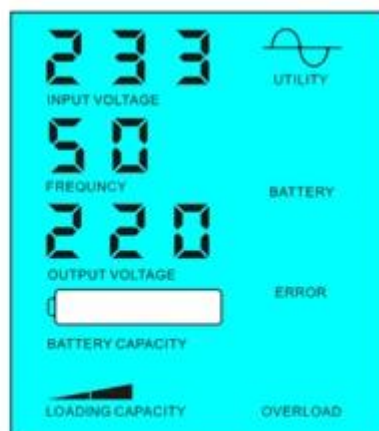 233
INPUT VOLTAGE
UTILITY
50
FREQUNCY
BATTERY
220
OUTPUT VOLTAGE
ERROR
BATTERY CAPACITY
LOADING CAPACITY
OVERLOAD